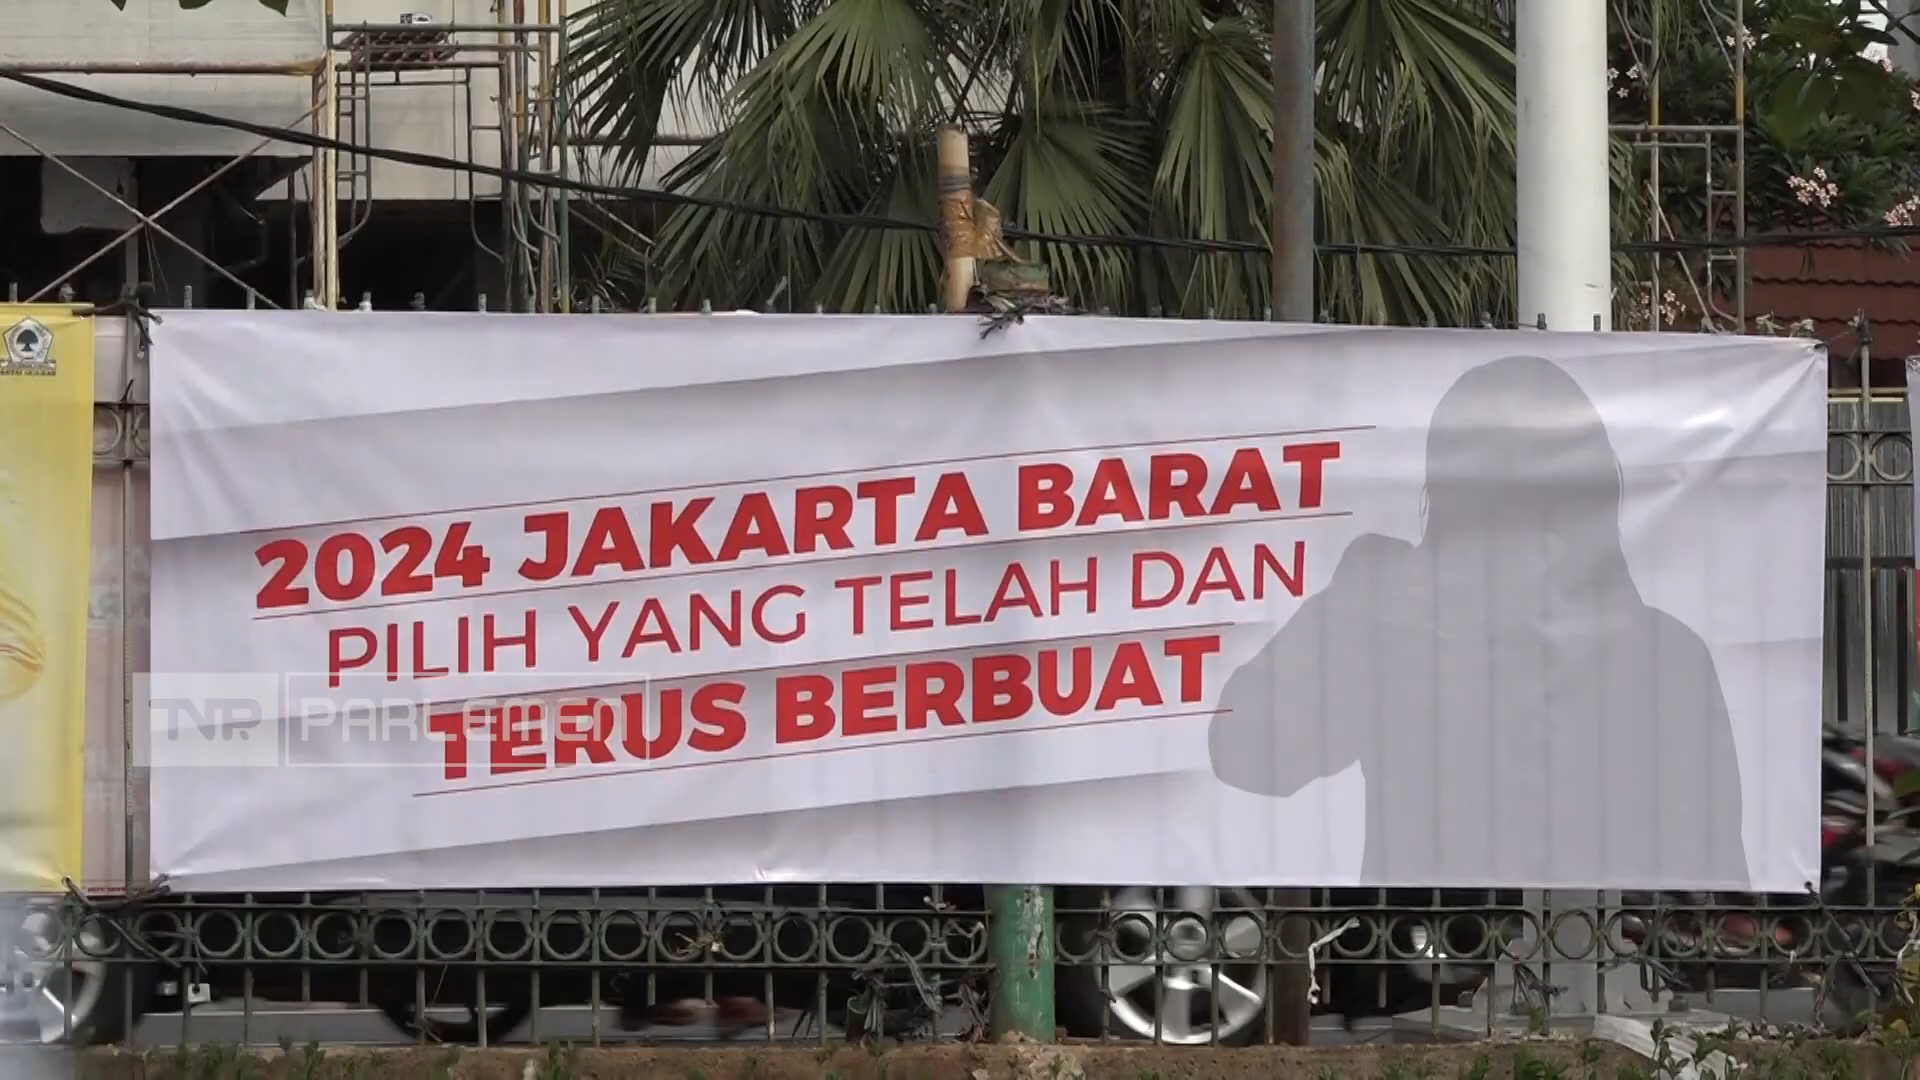 2024 JAKARTA BARAT
PILIH YANG TELAH DAN
TERUS BERBUAT
TVR PARLEMEN